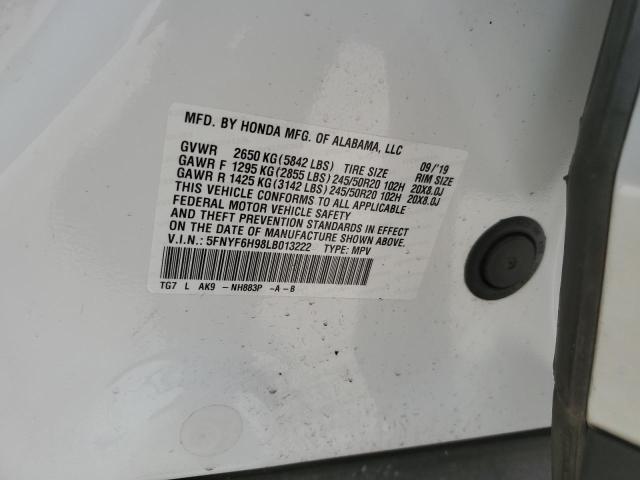 MFD. BY HONDA MFG. OF ALABAMA, LLC
09/'19
GVWR 2650 KG (5842 LBS) TIRE SIZE RIM SIZE
GAWR F 1295 KG (2855 LBS) 245/50R20 102H 20X8.0J
GAWR R 1425 KG (3142 LBS) 245/50R20 102H 20X8.0J
THIS VEHICLE CONFORMS TO ALL APPLICABLE
FEDERAL MOTOR VEHICLE SAFETY
AND THEFT PREVENTION STANDARDS IN EFFECT
ON THE DATE OF MANUFACTURE SHOWN ABOVE.
V.I.N.: 5FNYF6H98LB013222 TYPE: MPV
TG7 L AK9 -NH883P -A-B